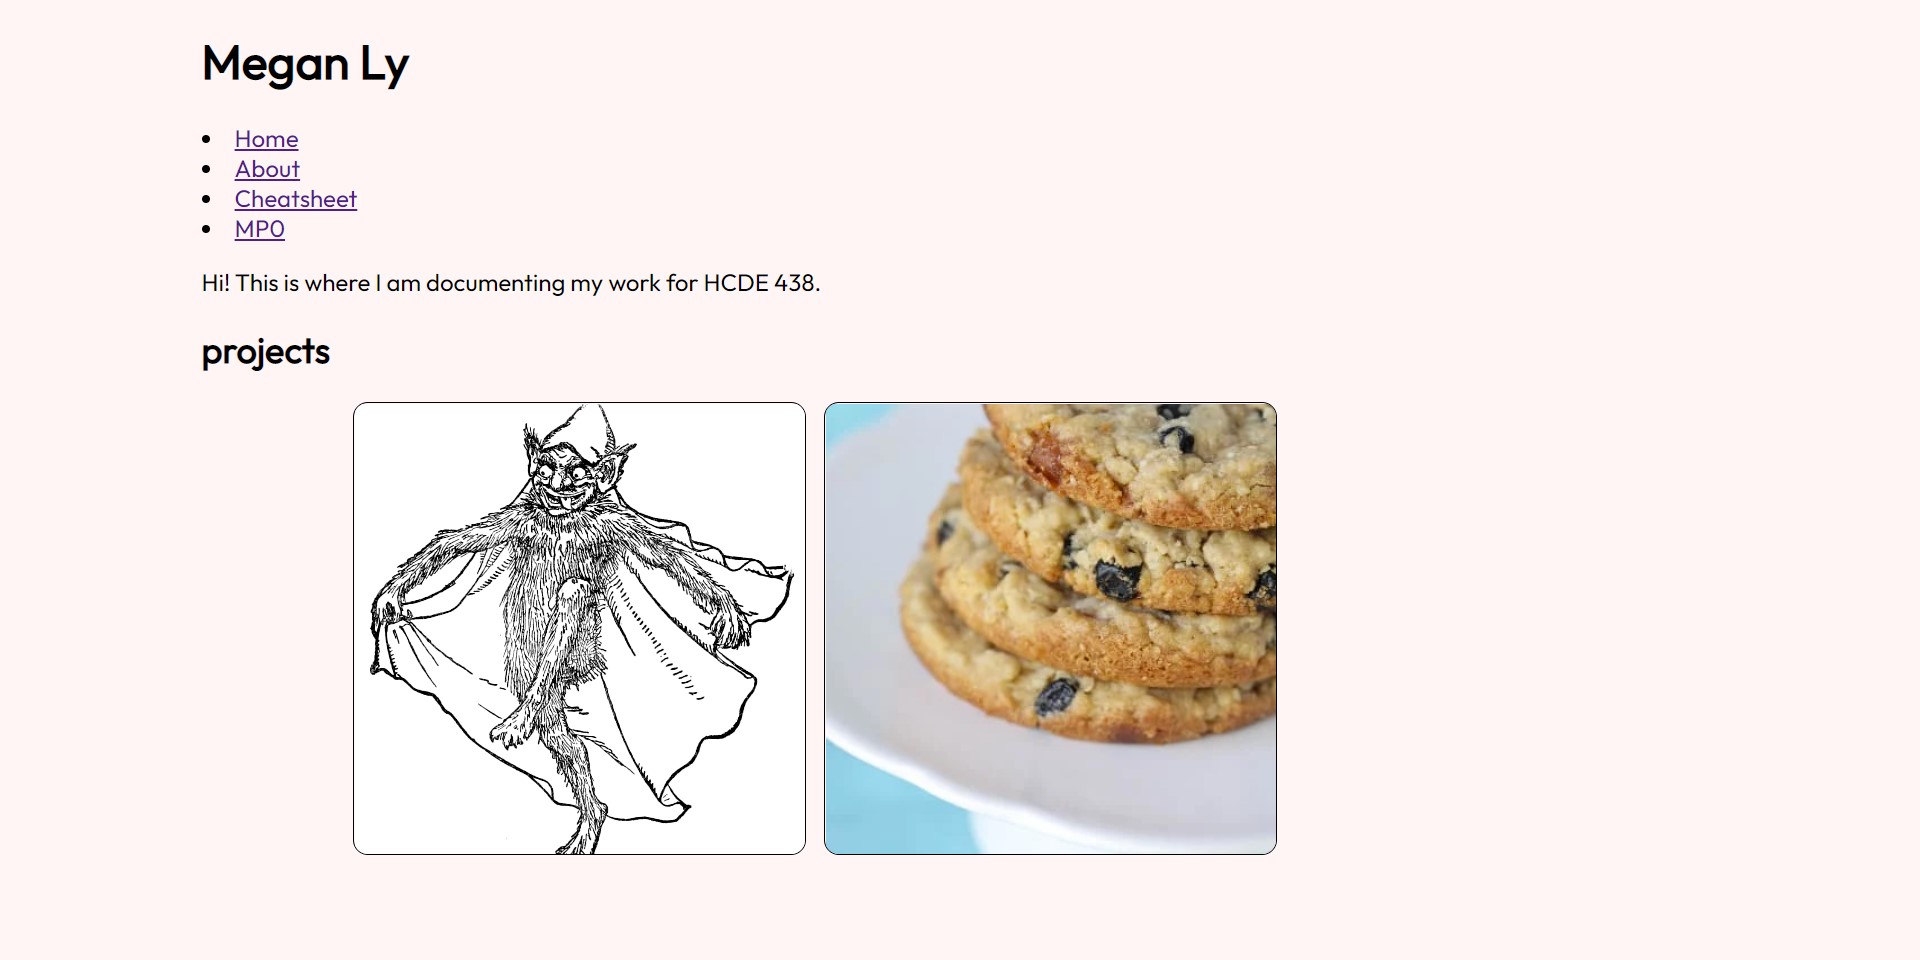 Megan Ly
Home
About
Cheatsheet
MP0
Hi! This is where I am documenting my work for HCDE 438.
projects